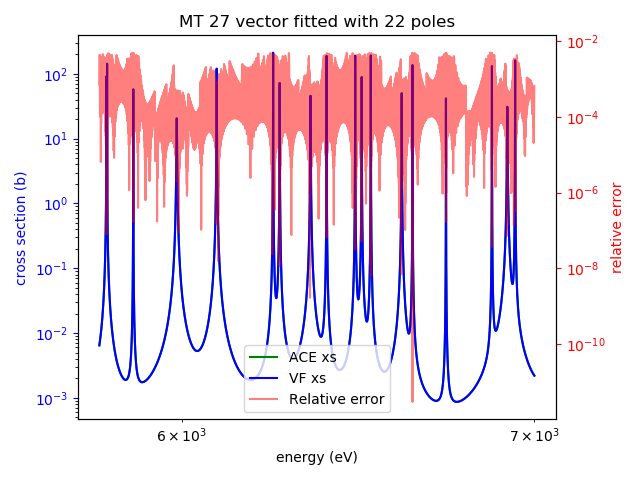 MT 27 vector fitted with 22 poles
cross section (b)
10^2
10^1
10^0
10^-1
10^-2
10^-3
10^-2
10^-4
10^-6
10^-8
10^-10
relative error
ACE xs
VF xs
Relative error
6 × 10^3
7 × 10^3
energy (eV)